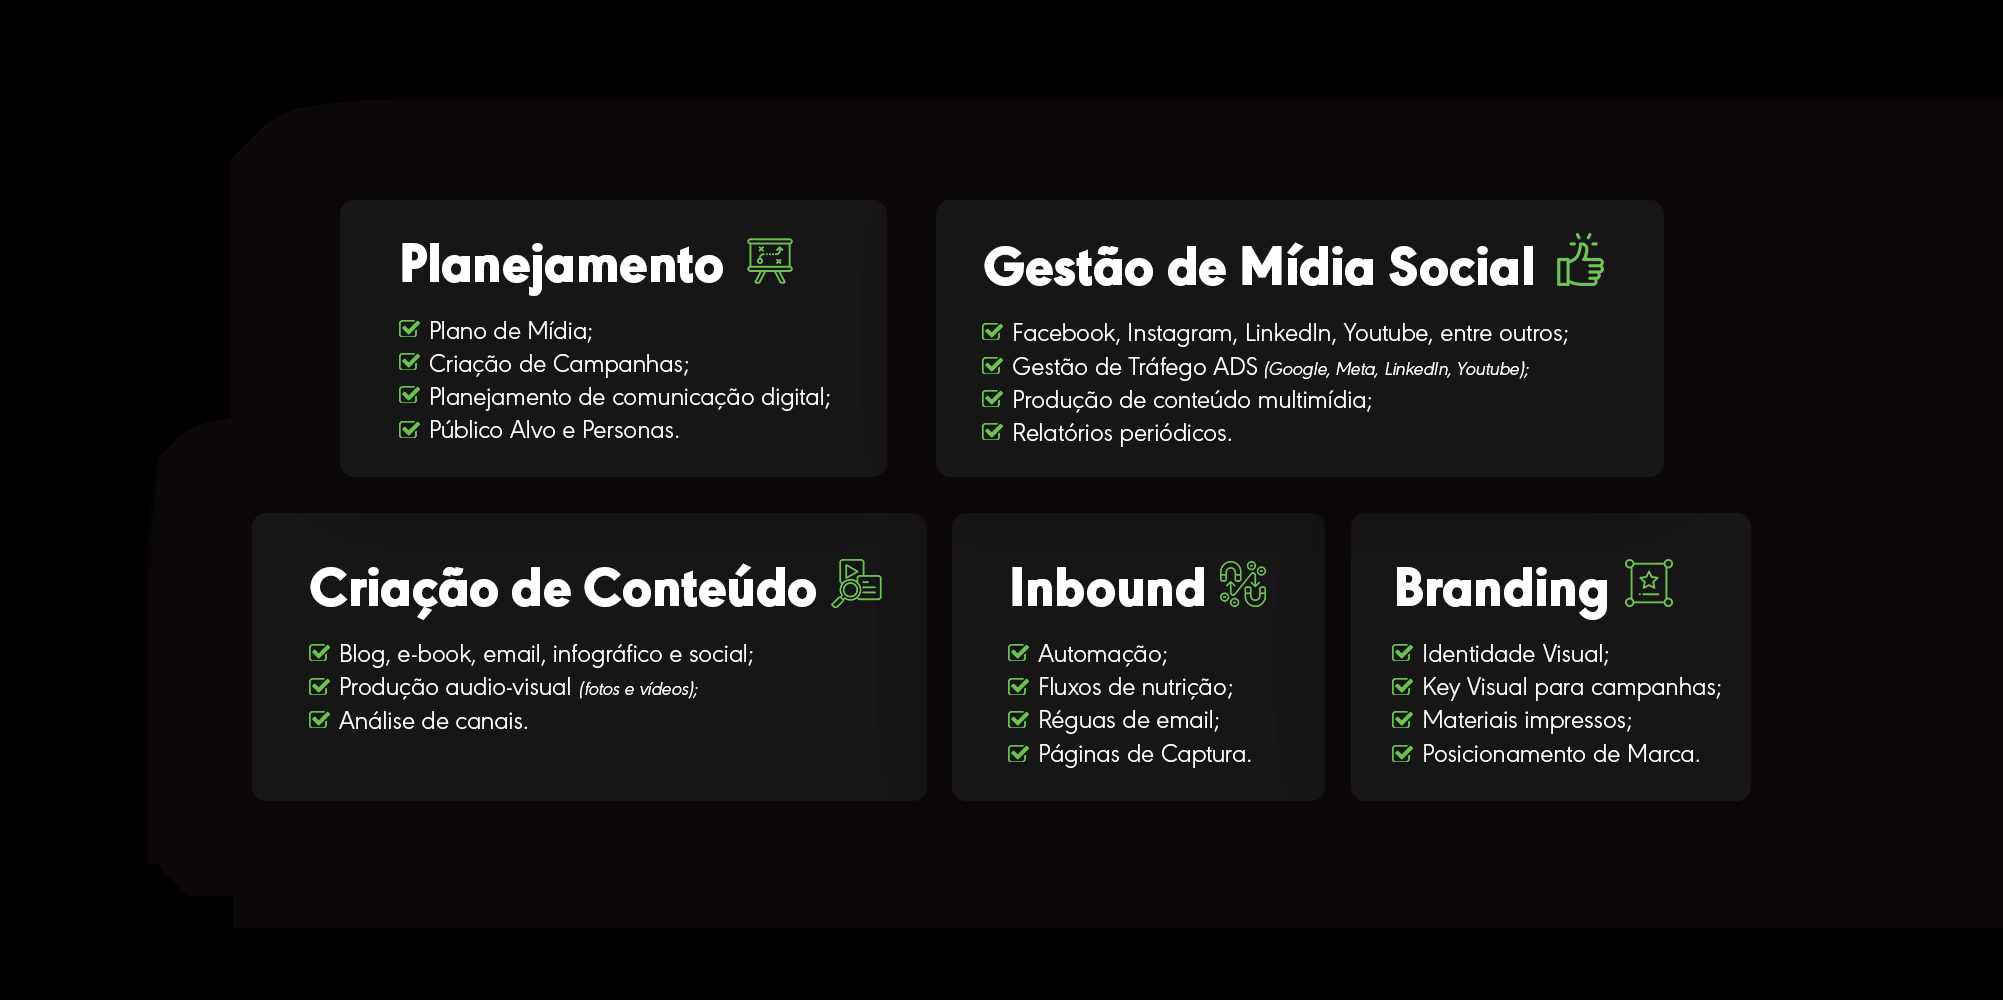 Planejamento
Plano de Mídia;
Criação de Campanhas;
Planejamento de comunicação digital;
Público Alvo e Personas.
Gestão de Mídia Social
Facebook, Instagram, LinkedIn, Youtube, entre outros;
Gestão de Tráfego ADS (Google, Meta, LinkedIn, Youtube);
Produção de conteúdo multimídia;
Relatórios periódicos.
Criação de Conteúdo
Blog, e-book, email, infográfico e social;
Produção audio-visual (fotos e vídeos);
Análise de canais.
Inbound
Automação;
Fluxos de nutrição;
Réguas de email;
Páginas de Captura.
Branding
Identidade Visual;
Key Visual para campanhas;
Materiais impressos;
Posicionamento de Marca.